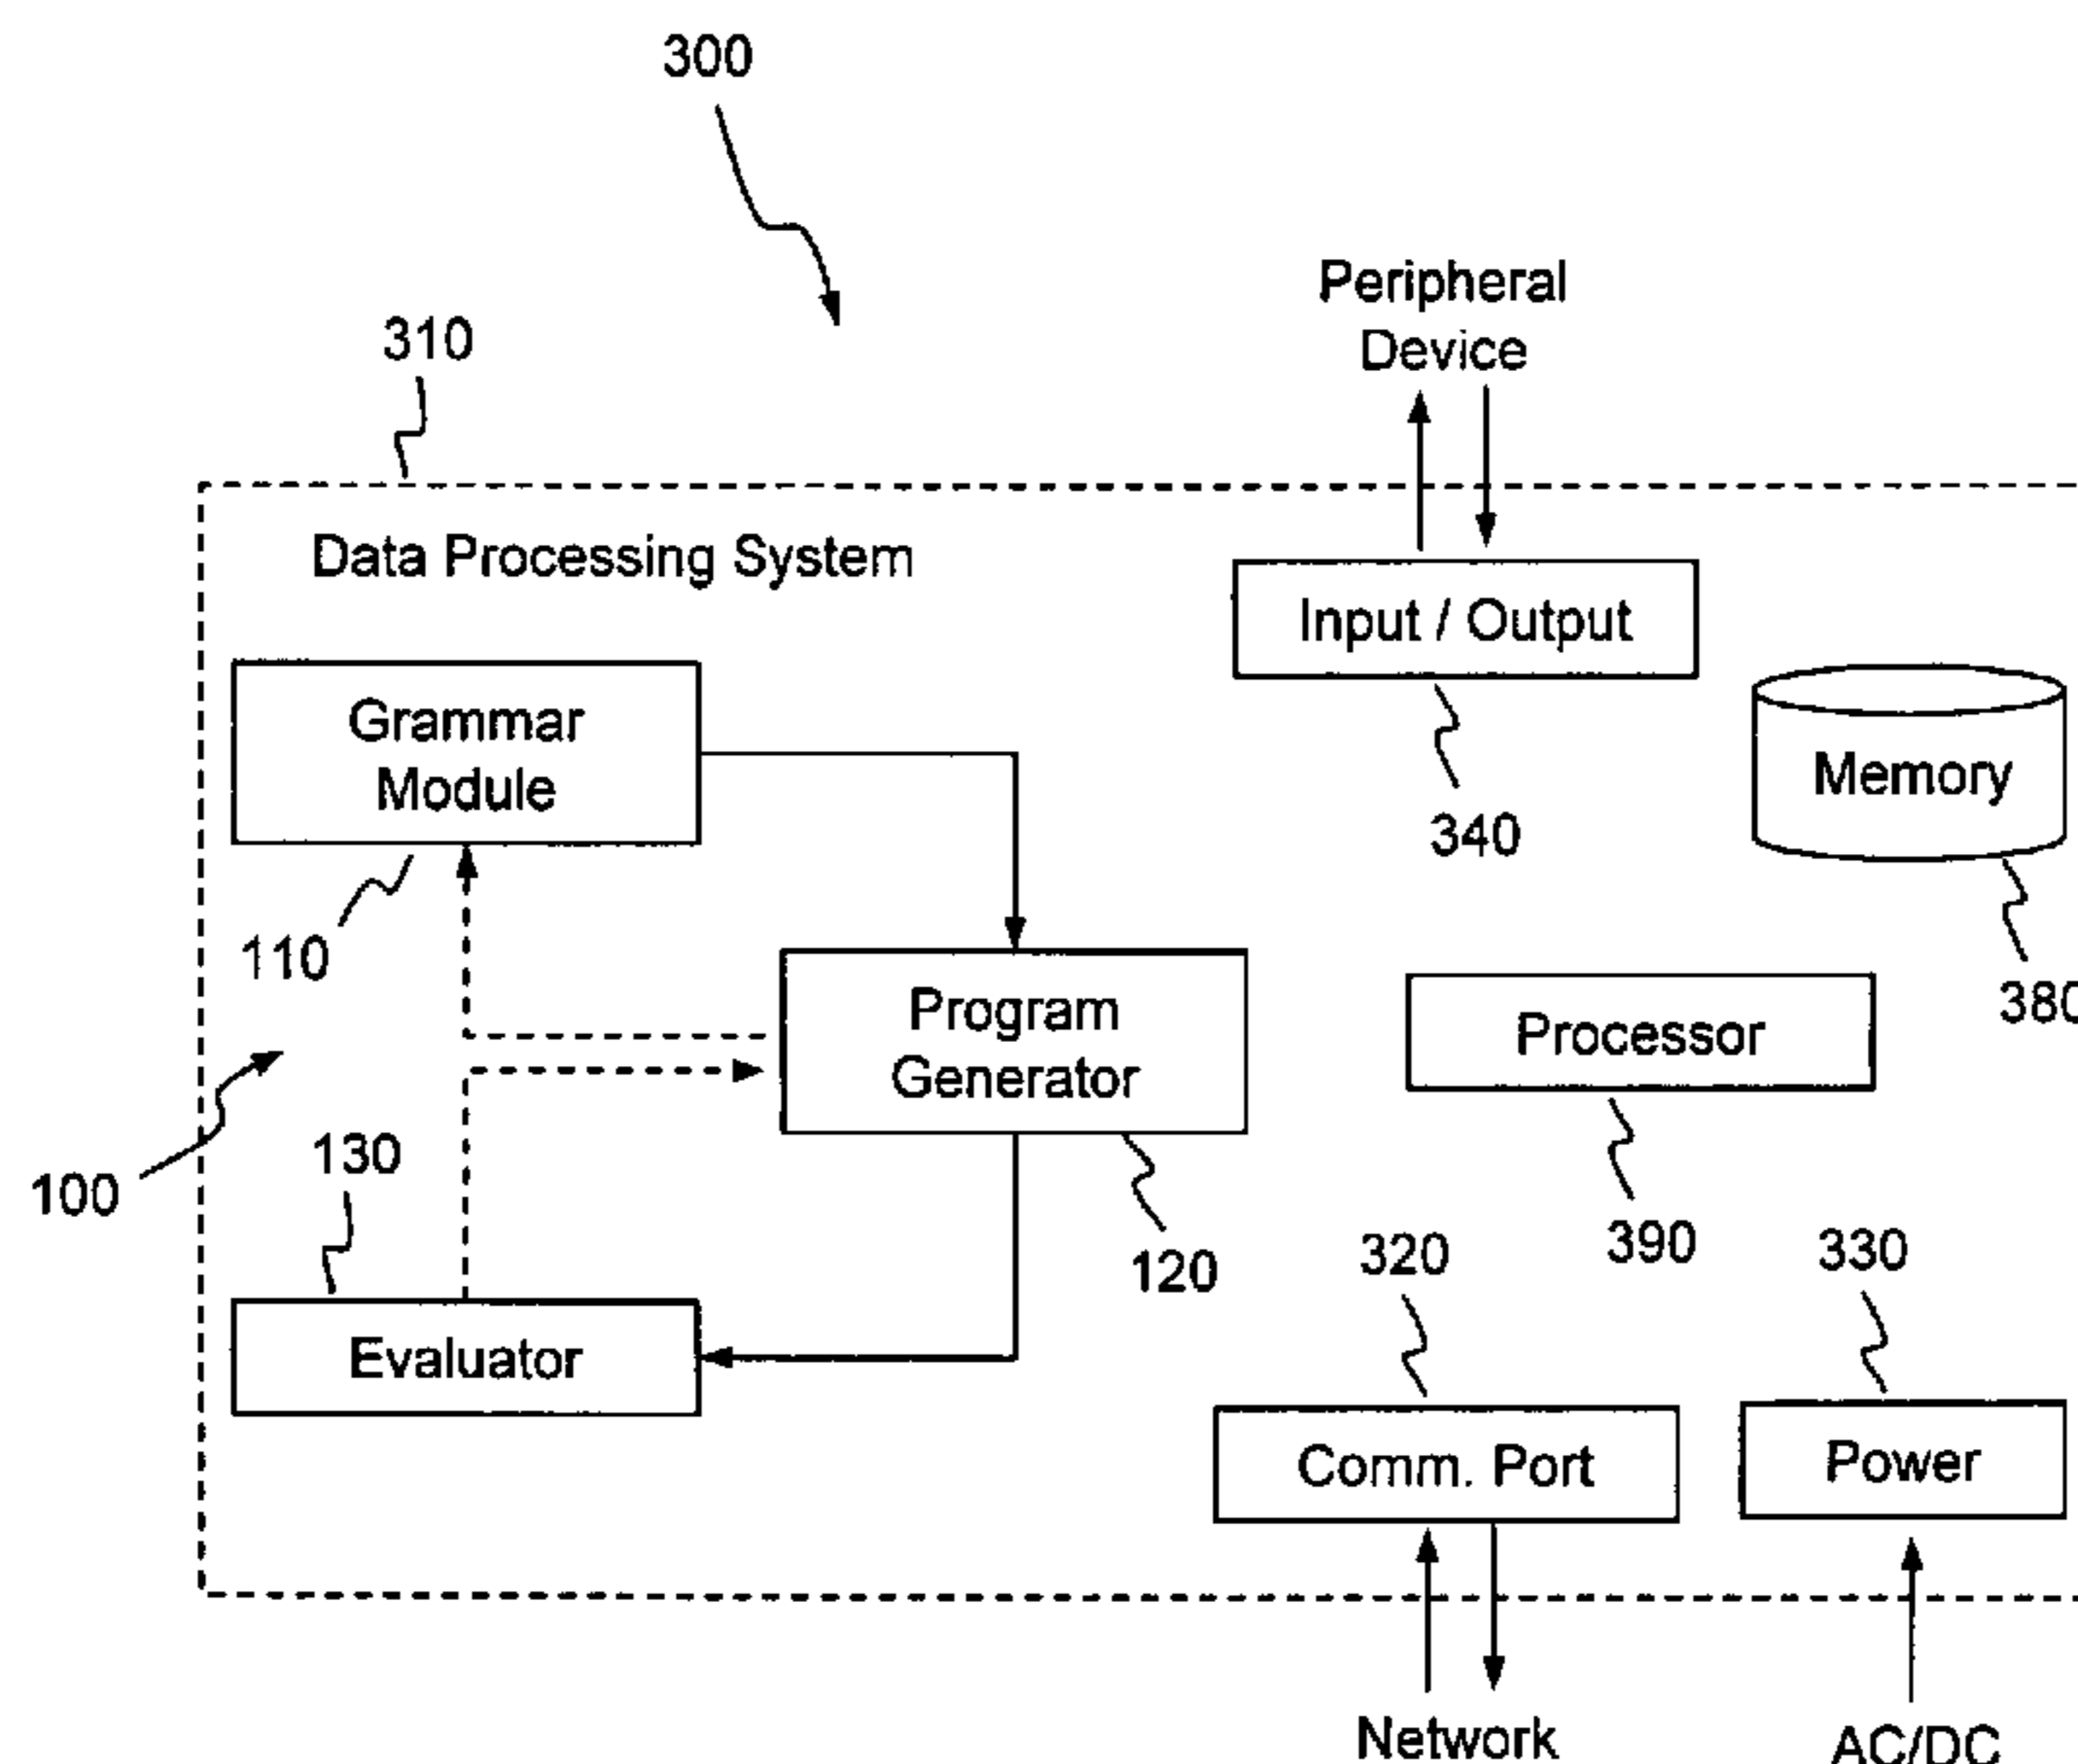 300
Peripheral
Device
310
Data Processing System
Input / Output
Grammar
Module
Memory
340
110
380
Program
Generator
Processor
100
130
120
320
390
330
Evaluator
Comm. Port
Power
Network
AC/DC